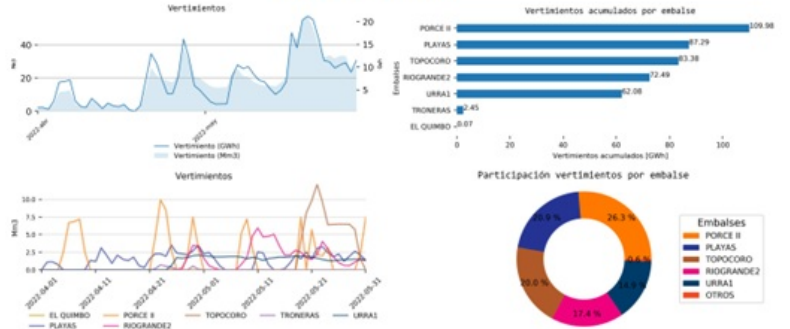 Vertimientos
20
15
10
5
40
20
0
Mm3
2022-abr
2022-may
Vertimiento (GWh)
Vertimiento (Mm3)
Vertimientos acumulados por embalse
Embalses
PORCE II 109.98
PLAYAS 87.29
TOPOCORO 83.38
RIOGRANDE2 72.49
URRA1 62.08
TRONERAS 2.45
EL QUIMBO 0.07
0 20 40 60 80 100
Vertimientos acumulados [GWh]
Vertimientos
Mm3
10.0
7.5
5.0
2.5
0.0
2022-04-01 2022-04-11 2022-04-21 2022-05-01 2022-05-11 2022-05-21 2022-05-31
EL QUIMBO PORCE II TOPOCORO TRONERAS URRA1
PLAYAS RIOGRANDE2
Participación vertimientos por embalse
20.9 % 26.3 %
0.6 %
20.0 % 14.9 %
17.4 %
Embalses
PORCE II
PLAYAS
TOPOCORO
RIOGRANDE2
URRA1
OTROS